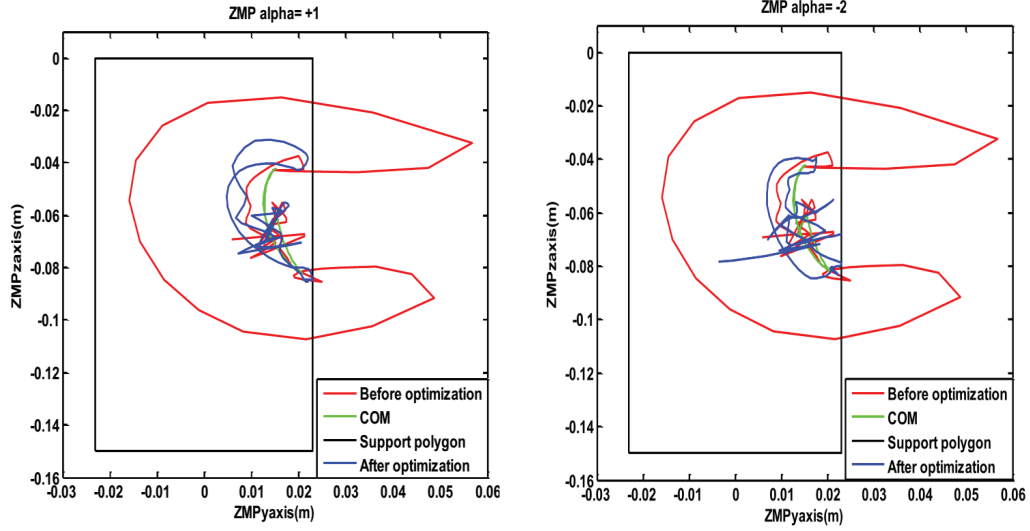 ZMP alpha= +1
ZMPzaxis(m)
0
-0.02
-0.04
-0.06
-0.08
-0.1
-0.12
-0.14
-0.16
Before optimization
COM
Support polygon
After optimization
-0.03 -0.02 -0.01 0 0.01 0.02 0.03 0.04 0.05 0.06
ZMPyaxis(m)
ZMP alpha= -2
ZMPzaxis(m)
0
-0.02
-0.04
-0.06
-0.08
-0.1
-0.12
-0.14
-0.16
Before optimization
COM
Support polygon
After optimization
-0.03 -0.02 -0.01 0 0.01 0.02 0.03 0.04 0.05 0.06
ZMPyaxis(m)